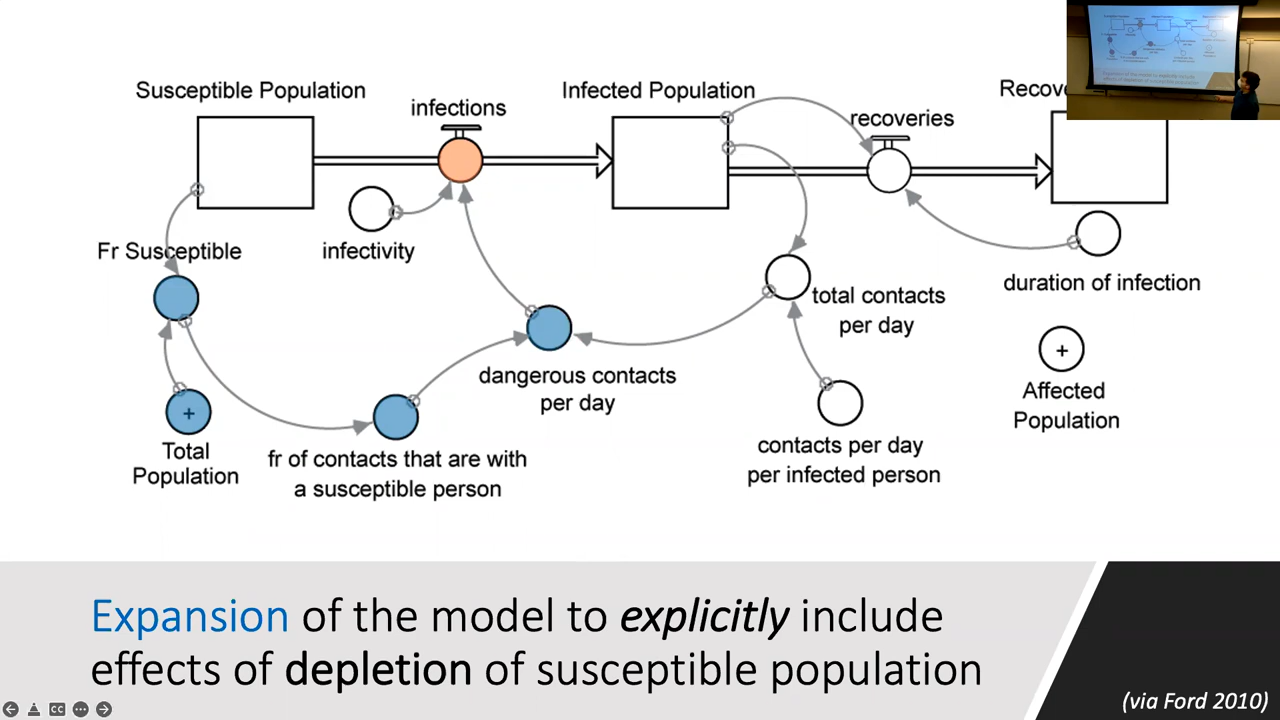 Susceptible Population
infections
Infected Population
recoveries
infectivity
Fr Susceptible
duration of infection
total contacts
per day
dangerous contacts
per day
Affected
Population
Total
Population
fr of contacts that are with
a susceptible person
contacts per day
per infected person
Expansion of the model to explicitly include
effects of depletion of susceptible population
(via Ford 2010)
CC